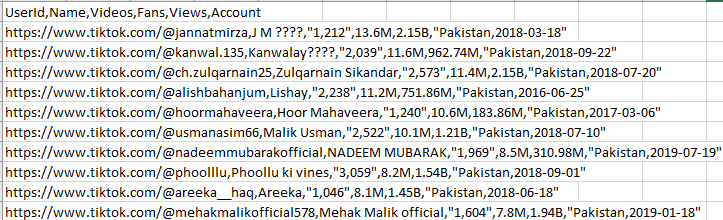 UserId,Name,Videos,Fans,Views,Account
https://www.tiktok.com/@jannatmirza,J M ????,"1,212",13.6M,2.15B,"Pakistan,2018-03-18"
https://www.tiktok.com/@kanwal.135,Kanwalay????,"2,039",11.6M,962.74M,"Pakistan,2018-09-22"
https://www.tiktok.com/@ch.zulqarnain25,Zulqarnain Sikandar,"2,573",11.4M,2.15B,"Pakistan,2018-07-20"
https://www.tiktok.com/@alishbahanjum,Lishay,"2,238",11.2M,751.86M,"Pakistan,2016-06-25"
https://www.tiktok.com/@hoormahaveera,Hoor Mahaveera,"1,240",10.6M,183.86M,"Pakistan,2017-03-06"
https://www.tiktok.com/@usmanasim66,Malik Usman,"2,522",10.1M,1.21B,"Pakistan,2018-07-10"
https://www.tiktok.com/@nadeemmubarakofficial,NADEEM MUBARAK,"1,969",8.5M,310.98M,"Pakistan,2019-07-19"
https://www.tiktok.com/@phoolllu,Phoollu ki vines,"3,059",8.2M,1.54B,"Pakistan,2018-09-01"
https://www.tiktok.com/@areeka__haq,Areeka,"1,046",8.1M,1.45B,"Pakistan,2018-06-18"
https://www.tiktok.com/@mehakmalikofficial578,Mehak Malik official,"1,604",7.8M,1.94B,"Pakistan,2019-01-18"